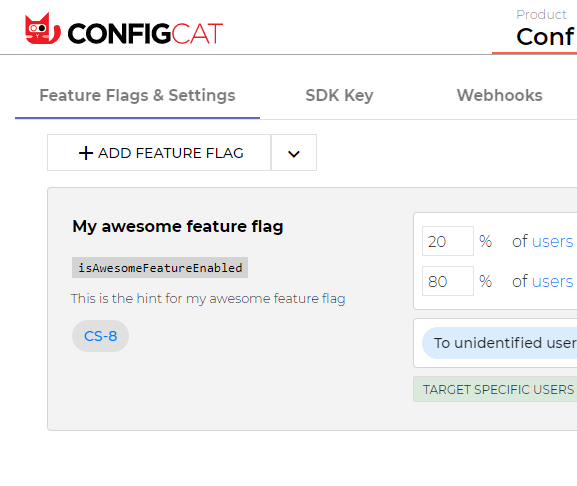 CONFIGCAT
Product
Conf
Feature Flags & Settings
SDK Key
Webhooks
+ ADD FEATURE FLAG
My awesome feature flag
isAwesomeFeatureEnabled
This is the hint for my awesome feature flag
CS-8
20 % of users
80 % of users
To unidentified user
TARGET SPECIFIC USERS